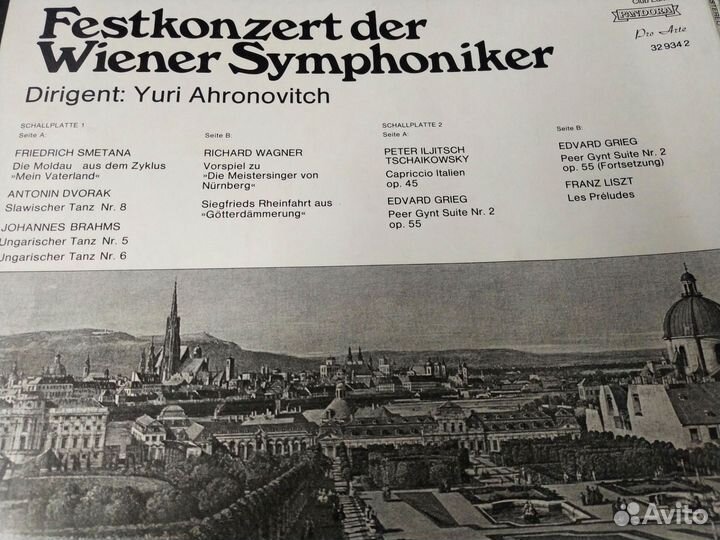 Festkonzert der
Wiener Symphoniker
Dirigent: Yuri Ahronovitch
PANDORA
Pro Arte
32 934 2
SCHALLPLATTE 1
Seite A:
FRIEDRICH SMETANA
Die Moldau aus dem Zyklus
»Mein Vaterland«
ANTONIN DVORAK
Slawischer Tanz Nr. 8
JOHANNES BRAHMS
Ungarischer Tanz Nr. 5
Ungarischer Tanz Nr. 6
Seite B:
RICHARD WAGNER
Vorspiel zu
»Die Meistersinger von
Nürnberg«
Siegfrieds Rheinfahrt aus
»Götterdämmerung«
SCHALLPLATTE 2
Seite A:
PETER ILJITSCH
TSCHAIKOWSKY
Capriccio Italien
op. 45
EDVARD GRIEG
Peer Gynt Suite Nr. 2
op. 55
Seite B:
EDVARD GRIEG
Peer Gynt Suite Nr. 2
op. 55 (Fortsetzung)
FRANZ LISZT
Les Préludes
Avito